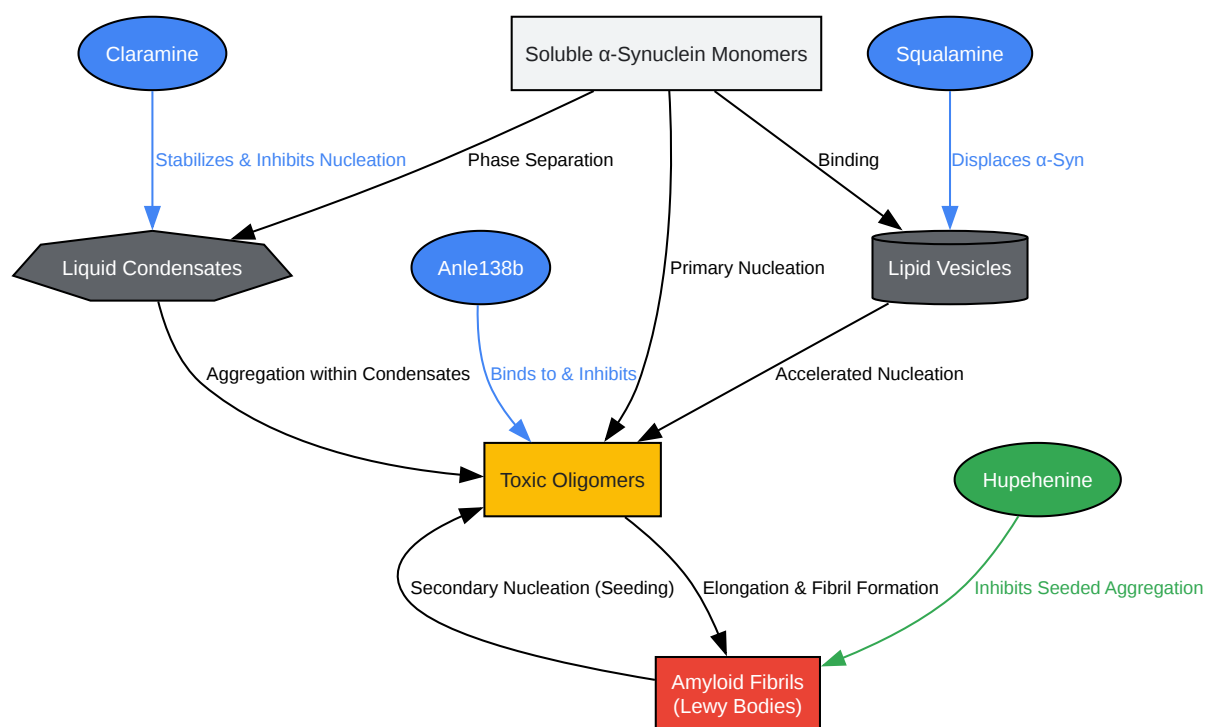 Claramine
Soluble α-Synuclein Monomers
Squalamine
Stabilizes & Inhibits Nucleation
Phase Separation
Binding
Displaces α-Syn
Liquid Condensates
Anle138b
Primary Nucleation
Lipid Vesicles
Aggregation within Condensates
Binds to & Inhibits
Accelerated Nucleation
Toxic Oligomers
Hupehenine
Secondary Nucleation (Seeding)
Elongation & Fibril Formation
Inhibits Seeded Aggregation
Amyloid Fibrils
(Lewy Bodies)